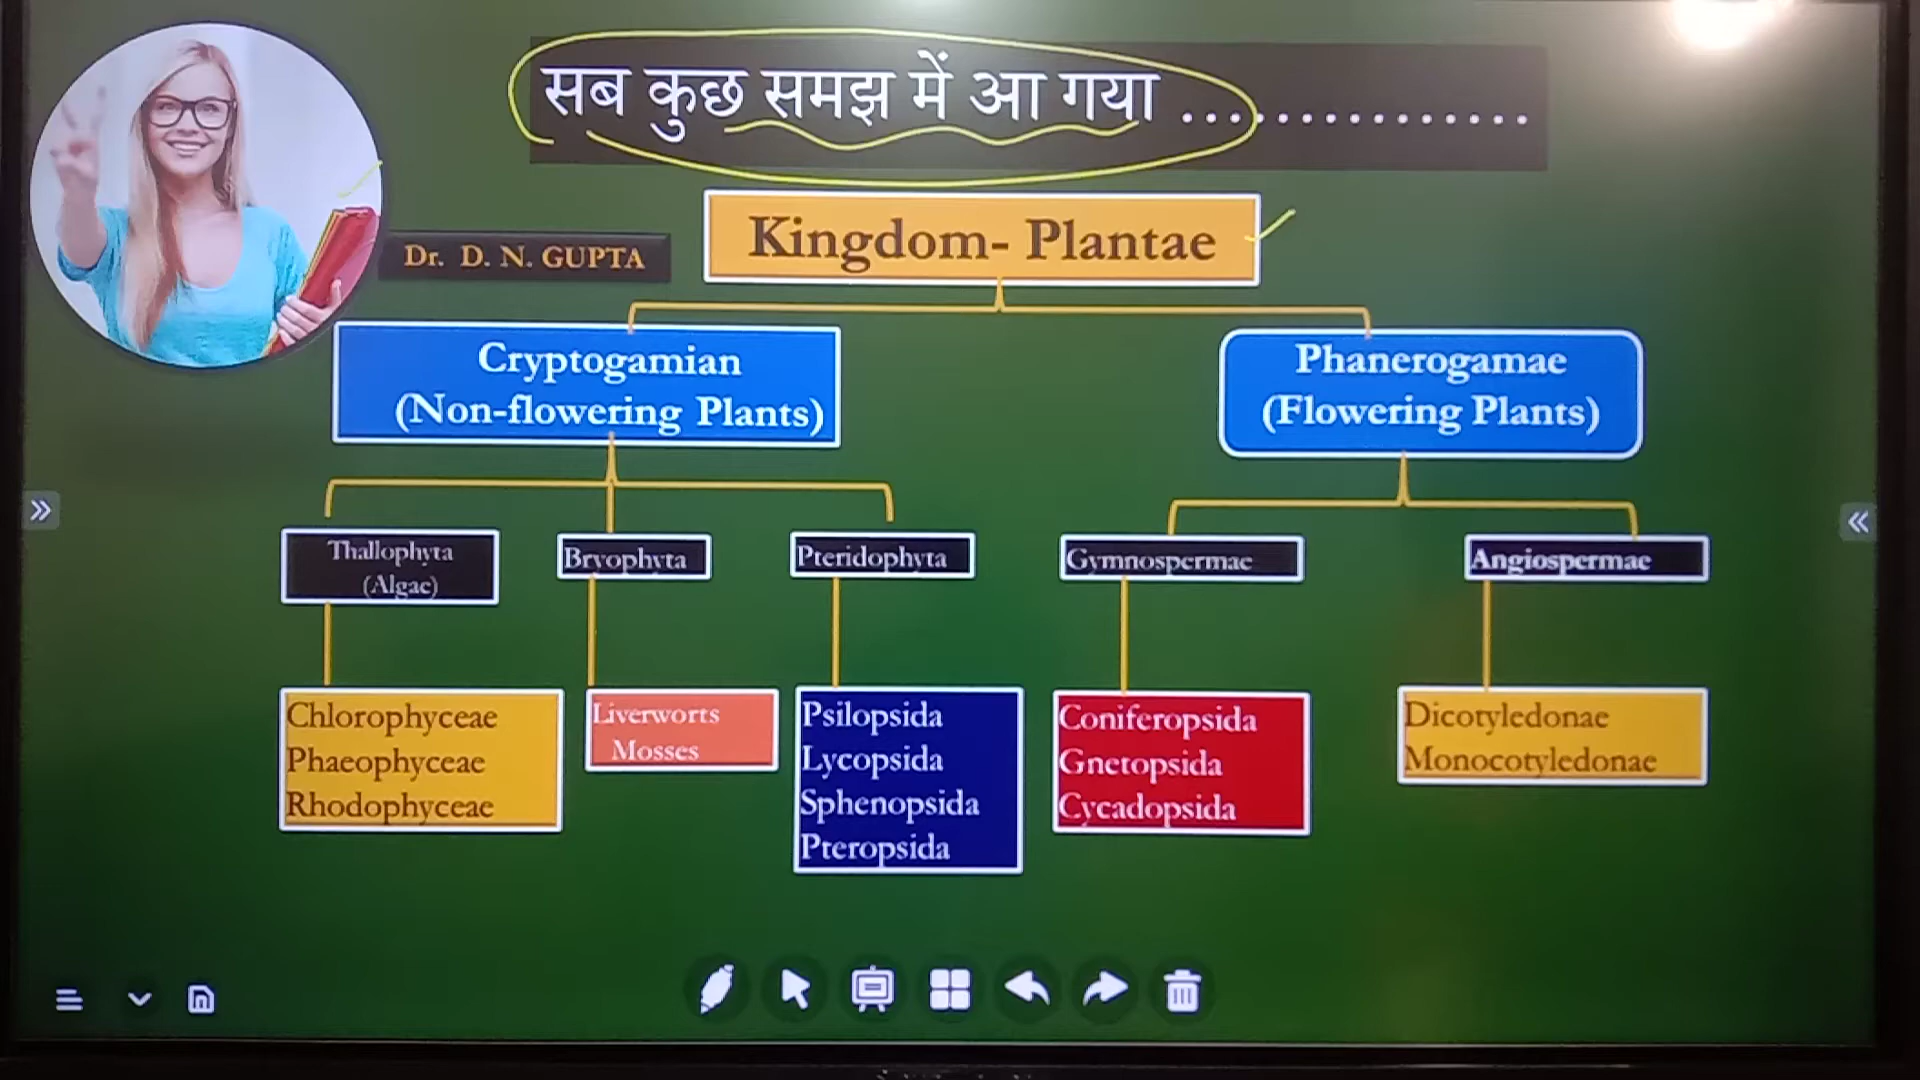 सब कुछ समझ में आ गया ...............
Dr. D. N. GUPTA
Kingdom- Plantae
Cryptogamian
(Non-flowering Plants)
Phanerogamae
(Flowering Plants)
Thallophyta
(Algae)
Bryophyta
Pteridophyta
Gymnospermae
Angiospermae
Chlorophyceae
Phaeophyceae
Rhodophyceae
Liverworts
Mosses
Psilopsida
Lycopsida
Sphenopsida
Pteropsida
Coniferopsida
Gnetopsida
Cycadopsida
Dicotyledonae
Monocotyledonae